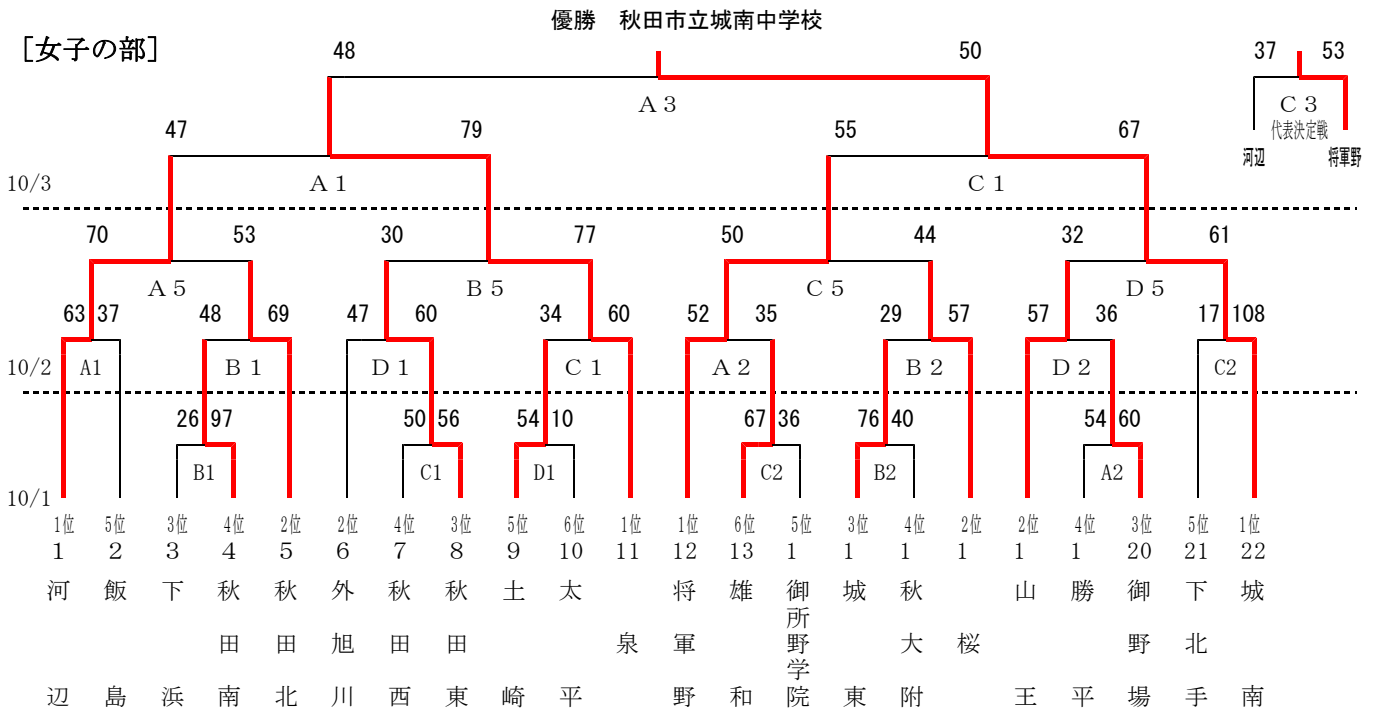 優勝　秋田市立城南中学校
［女子の部］
48 50 37 53
A3 C3
代表決定戦
47 79 55 67
河辺 将軍野
10/3 A1 C1
70 53 30 77 50 44 32 61
A5 B5 C5 D5
63 37 48 69 47 60 34 60 52 35 29 57 57 36 17 108
10/2 A1 B1 D1 C1 A2 B2 D2 C2
26 97 50 56 54 10 67 36 76 40 54 60
B1 C1 D1 C2 B2 A2
10/1
1位 5位 3位 4位 2位 2位 4位 3位 5位 6位 1位 1位 6位 5位 3位 4位 2位 2位 4位 3位 5位 1位
1 2 3 4 5 6 7 8 9 10 11 12 13 1 1 1 1 1 1 20 21 22
河辺
飯島
下浜
秋田南
秋田北
外旭川
秋田西
秋田東
土崎
太平
泉
将軍野
雄和
御所野学院
城東
秋大附
桜
山王
勝平
御野場
下北手
城南